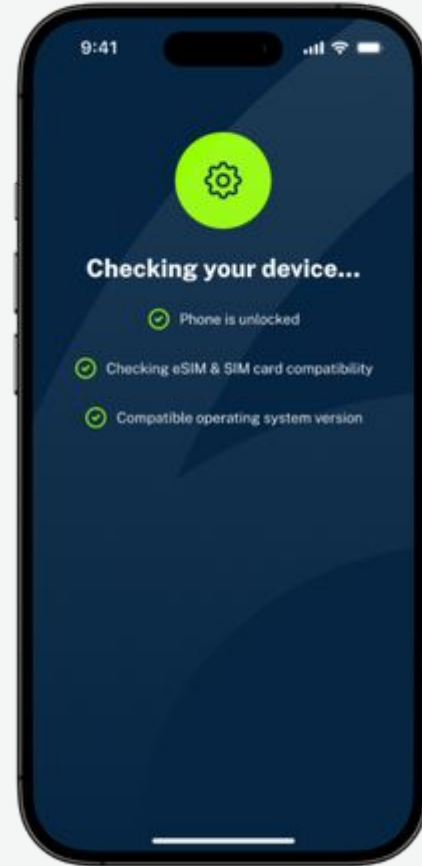 9:41
Checking your device...
Phone is unlocked
Checking eSIM & SIM card compatibility
Compatible operating system version